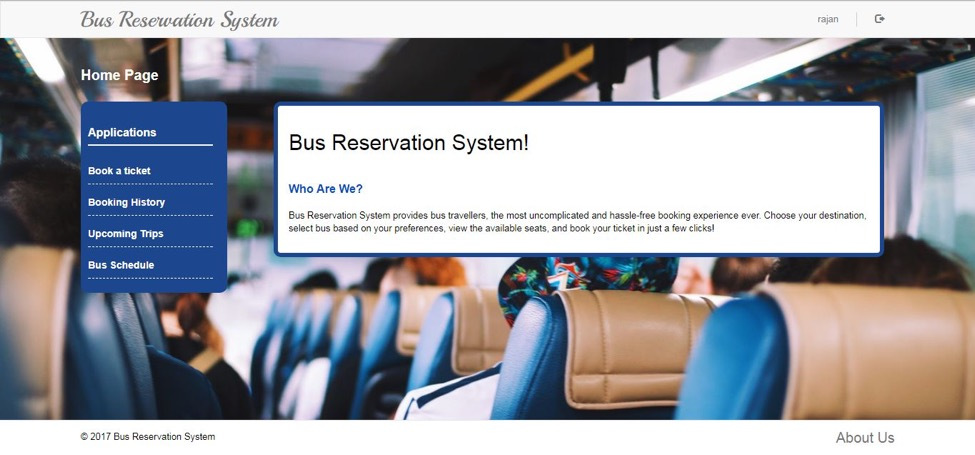 Bus Reservation System
rajan
Home Page
Applications
Book a ticket
Booking History
Upcoming Trips
Bus Schedule
Bus Reservation System!
Who Are We?
Bus Reservation System provides bus travellers, the most uncomplicated and hassle-free booking experience ever. Choose your destination,
select bus based on your preferences, view the available seats, and book your ticket in just a few clicks!
© 2017 Bus Reservation System
About Us